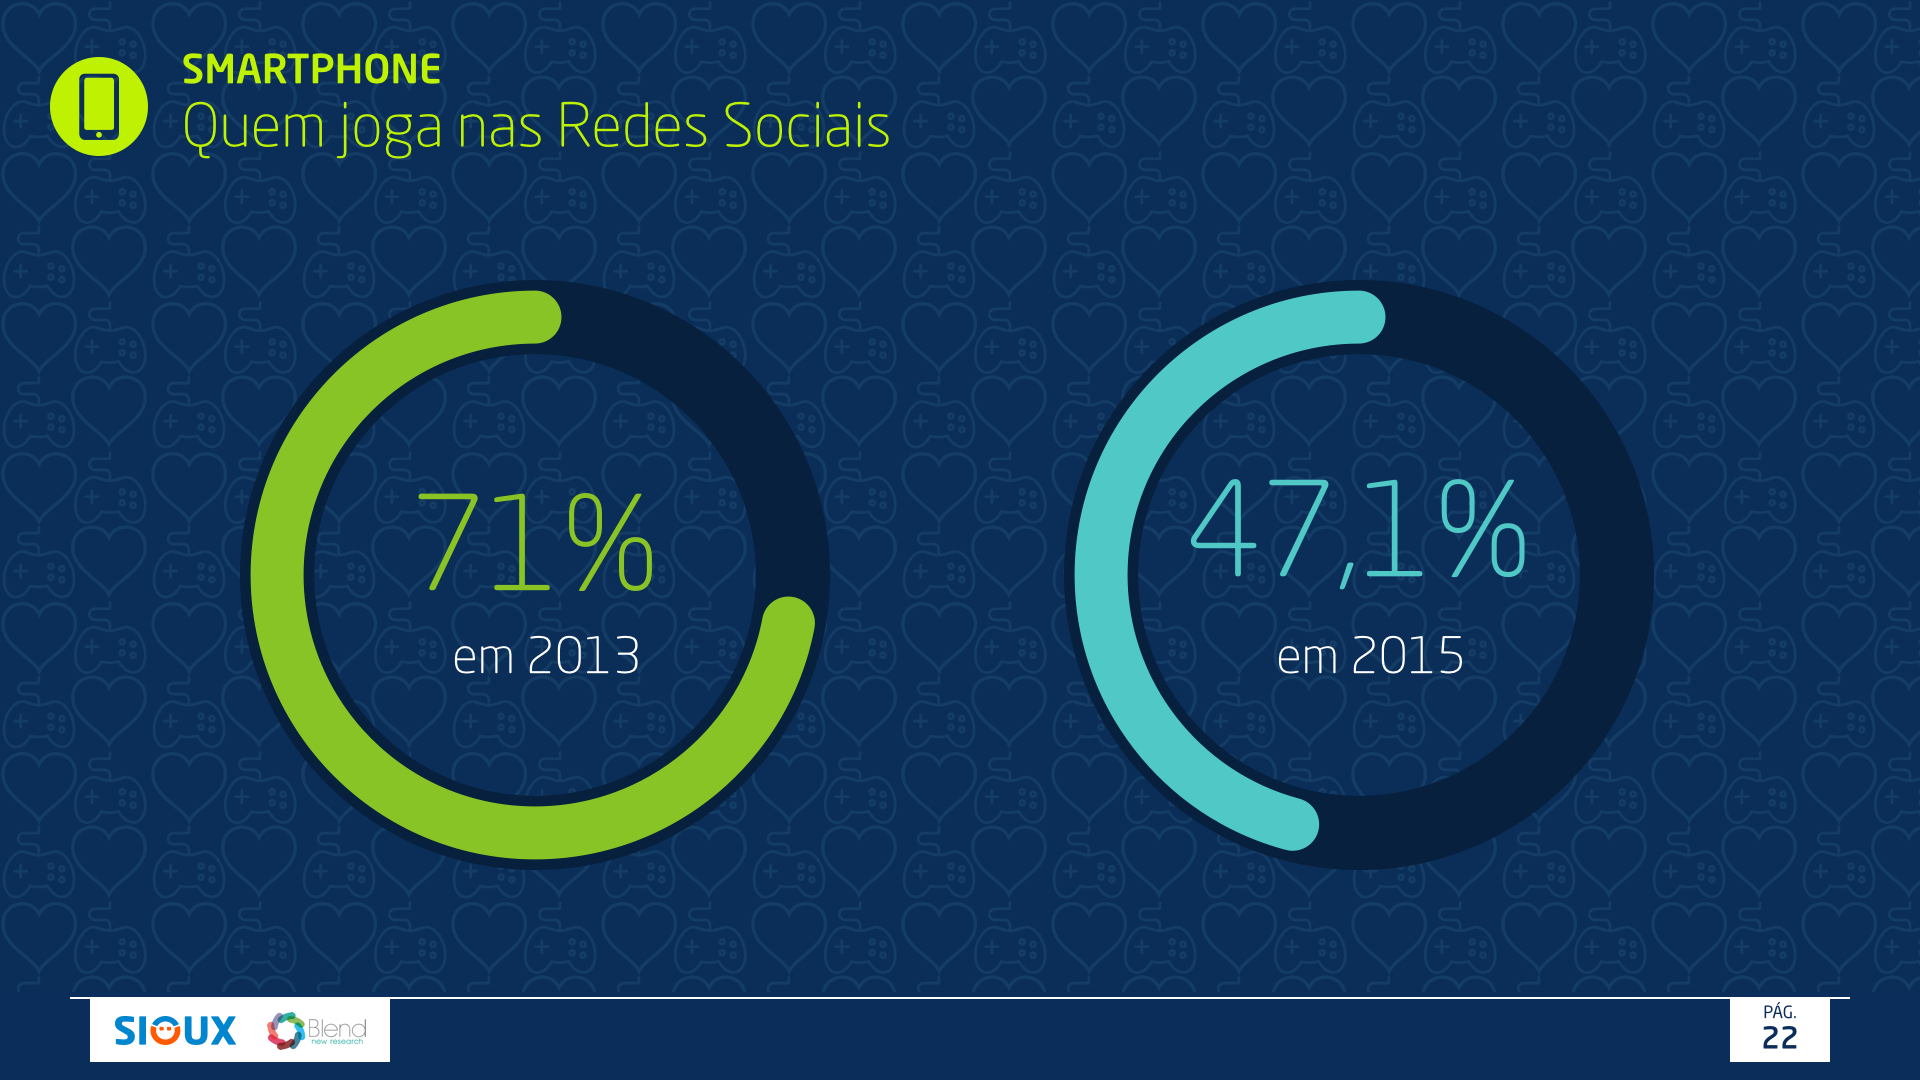 SMARTPHONE
Quem joga nas Redes Sociais
71%
em 2013
47,1%
em 2015
SIOUX
Blend
new research
PÁG.
22